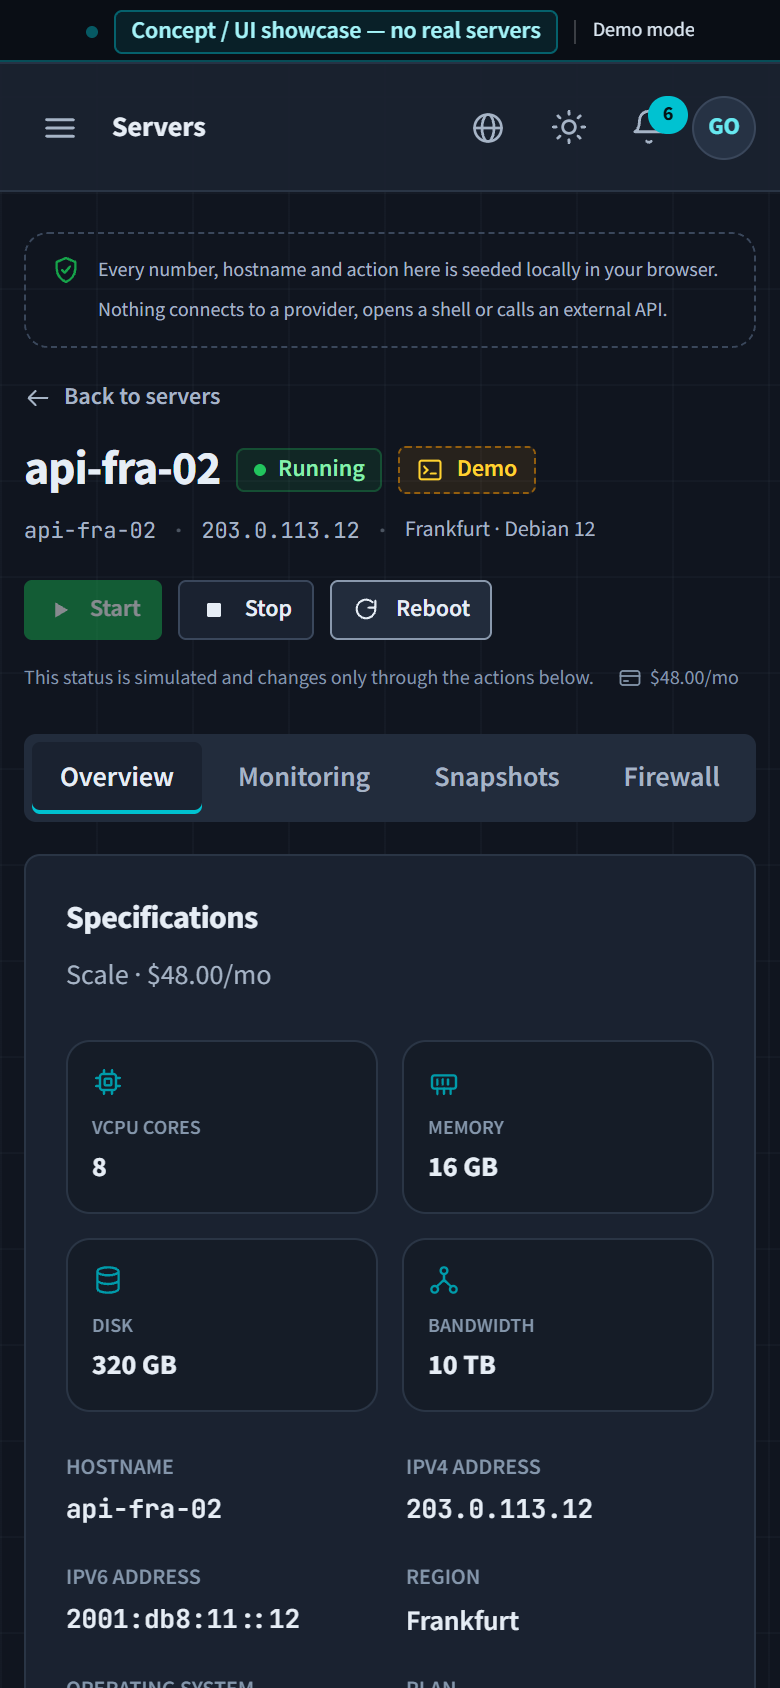 Concept / UI showcase — no real servers
Demo mode
Servers
6
GO
Every number, hostname and action here is seeded locally in your browser.
Nothing connects to a provider, opens a shell or calls an external API.
Back to servers
api-fra-02
Running
Demo
api-fra-02 · 203.0.113.12 · Frankfurt · Debian 12
Start
Stop
Reboot
This status is simulated and changes only through the actions below.
$48.00/mo
Overview
Monitoring
Snapshots
Firewall
Specifications
Scale · $48.00/mo
VCPU CORES
8
MEMORY
16 GB
DISK
320 GB
BANDWIDTH
10 TB
HOSTNAME
api-fra-02
IPV4 ADDRESS
203.0.113.12
IPV6 ADDRESS
2001:db8:11::12
REGION
Frankfurt
OPERATING SYSTEM
PLAN